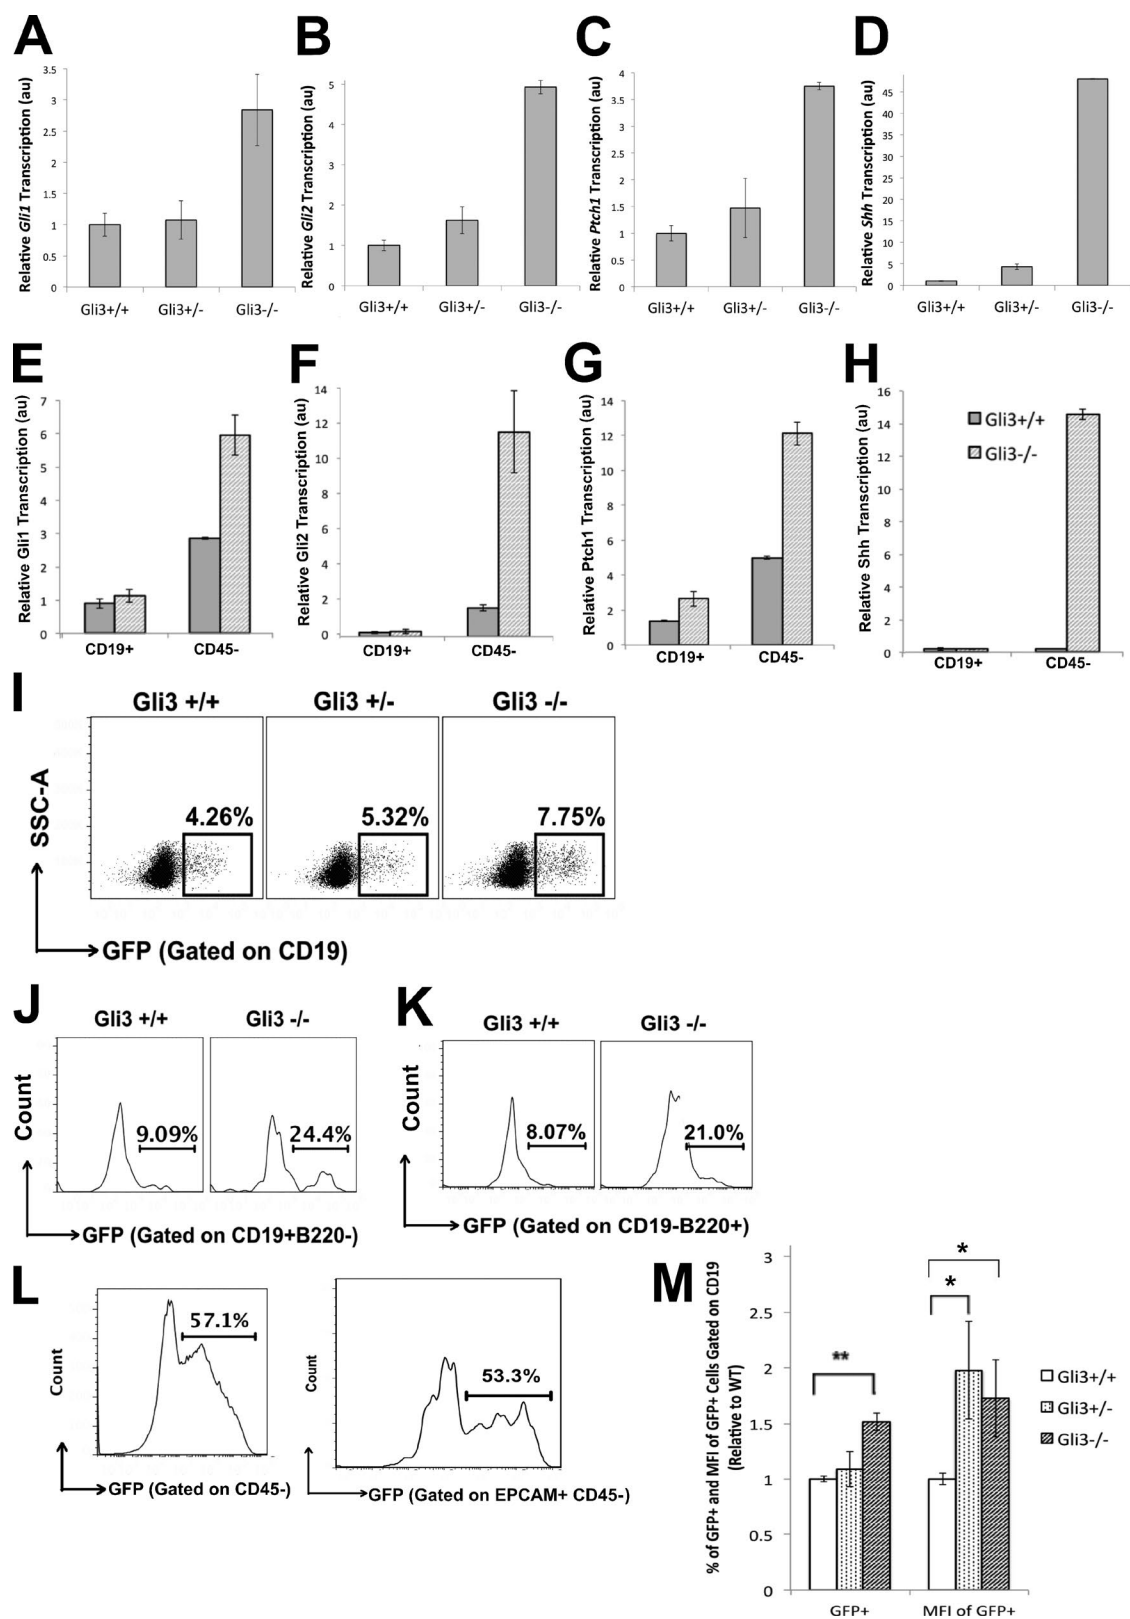 A
Relative Gli1 Transcription (au)
3.5
3
2.5
2
1.5
1
0.5
0
Gli3+/+
Gli3+/-
Gli3-/-
B
Relative Gli2 Transcription (au)
5
4
3
2
1
0
Gli3+/+
Gli3+/-
Gli3-/-
C
Relative Ptch1 Transcription (au)
4
3.5
3
2.5
2
1.5
1
0.5
0
Gli3+/+
Gli3+/-
Gli3-/-
D
Relative Shh Transcription (au)
45
40
35
30
25
20
15
10
5
0
Gli3+/+
Gli3+/-
Gli3-/-
E
Relative Gli1 Transcription (au)
7
6
5
4
3
2
1
0
CD19+
CD45-
F
Relative Gli2 Transcription (au)
14
12
10
8
6
4
2
0
CD19+
CD45-
G
Relative Ptch1 Transcription (au)
14
12
10
8
6
4
2
0
CD19+
CD45-
H
Relative Shh Transcription (au)
16
14
12
10
8
6
4
2
0
Gli3+/+
Gli3-/-
CD19+
CD45-
I
Gli3 +/+
Gli3 +/-
Gli3 -/-
SSC-A
4.26%
5.32%
7.75%
GFP (Gated on CD19)
J
Gli3 +/+
Gli3 -/-
Count
9.09%
24.4%
GFP (Gated on CD19+B220-)
K
Gli3 +/+
Gli3 -/-
Count
8.07%
21.0%
GFP (Gated on CD19-B220+)
L
Count
57.1%
GFP (Gated on CD45-)
Count
53.3%
GFP (Gated on EPCAM+ CD45-)
M
% of GFP+ and MFI of GFP+ Cells Gated on CD19
(Relative to WT)
3
2.5
2
1.5
1
0.5
0
**
*
*
Gli3+/+
Gli3+/-
Gli3-/-
GFP+
MFI of GFP+